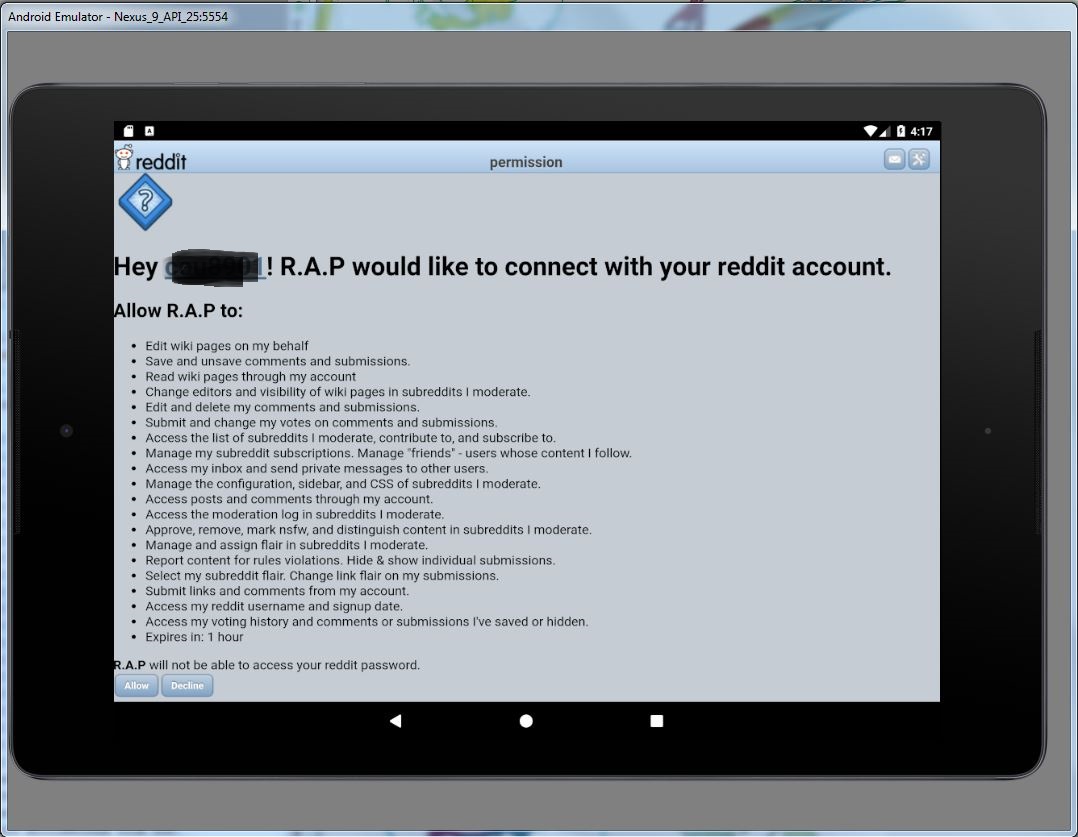 Android Emulator - Nexus_9_API_25:5554
A
4:17
reddit
permission
?
Hey ! R.A.P would like to connect with your reddit account.
Allow R.A.P to:
• Edit wiki pages on my behalf
• Save and unsave comments and submissions.
• Read wiki pages through my account
• Change editors and visibility of wiki pages in subreddits I moderate.
• Edit and delete my comments and submissions.
• Submit and change my votes on comments and submissions.
• Access the list of subreddits I moderate, contribute to, and subscribe to.
• Manage my subreddit subscriptions. Manage "friends" - users whose content I follow.
• Access my inbox and send private messages to other users.
• Manage the configuration, sidebar, and CSS of subreddits I moderate.
• Access posts and comments through my account.
• Access the moderation log in subreddits I moderate.
• Approve, remove, mark nsfw, and distinguish content in subreddits I moderate.
• Manage and assign flair in subreddits I moderate.
• Report content for rules violations. Hide & show individual submissions.
• Select my subreddit flair. Change link flair on my submissions.
• Submit links and comments from my account.
• Access my reddit username and signup date.
• Access my voting history and comments or submissions I've saved or hidden.
• Expires in: 1 hour
R.A.P will not be able to access your reddit password.
Allow Decline